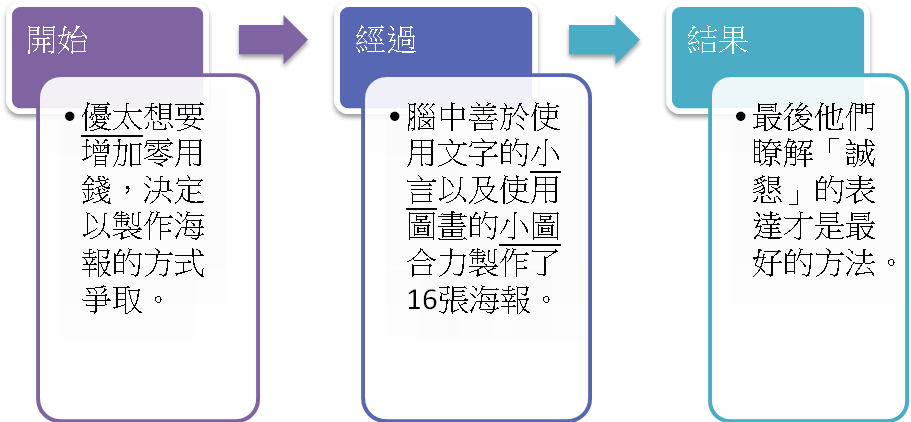 開始
• 優太想要
增加零用
錢，決定
以製作海
報的方式
爭取。
經過
• 腦中善於使
用文字的小
言以及使用
圖畫的小圖
合力製作了
16張海報。
結果
• 最後他們
瞭解「誠
懇」的表
達才是最
好的方法。